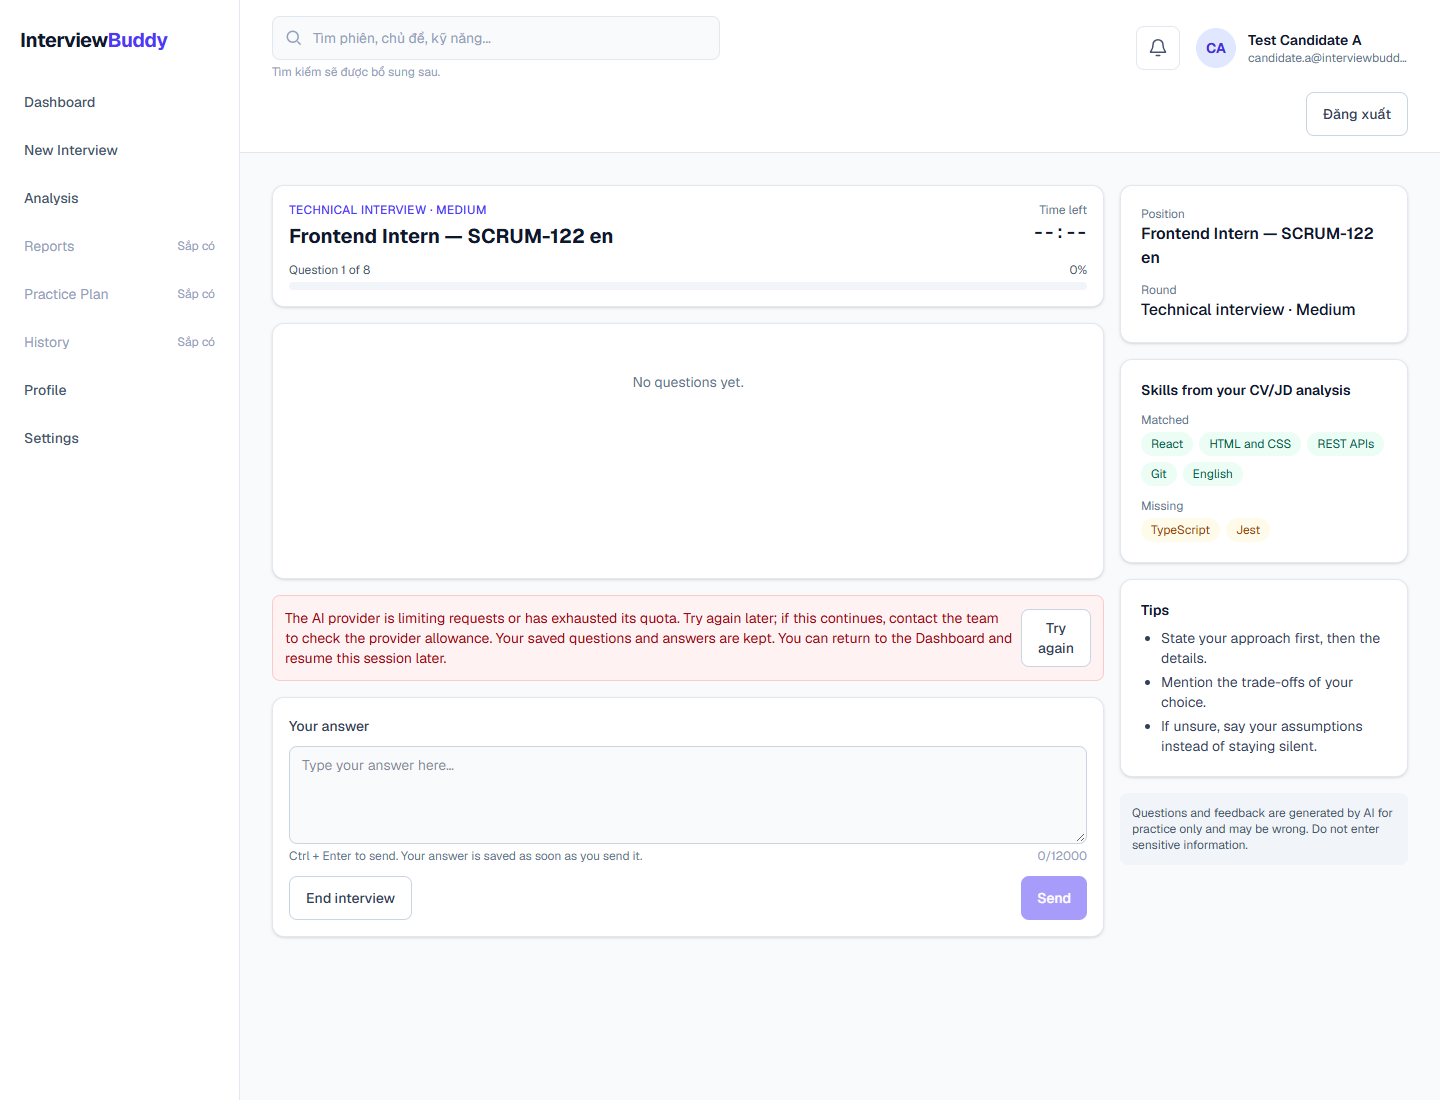 InterviewBuddy
Dashboard
New Interview
Analysis
Reports Sắp có
Practice Plan Sắp có
History Sắp có
Profile
Settings
Tìm phiên, chủ đề, kỹ năng...
Tìm kiếm sẽ được bổ sung sau.
CA
Test Candidate A
candidate.a@interviewbudd...
Đăng xuất
TECHNICAL INTERVIEW · MEDIUM
Time left
Frontend Intern — SCRUM-122 en
--:--
Question 1 of 8
0%
No questions yet.
The AI provider is limiting requests or has exhausted its quota. Try again later; if this continues, contact the team
to check the provider allowance. Your saved questions and answers are kept. You can return to the Dashboard and
resume this session later.
Try
again
Your answer
Type your answer here...
Ctrl + Enter to send. Your answer is saved as soon as you send it.
0/12000
End interview
Send
Position
Frontend Intern — SCRUM-122
en
Round
Technical interview · Medium
Skills from your CV/JD analysis
Matched
React HTML and CSS REST APIs
Git English
Missing
TypeScript Jest
Tips
• State your approach first, then the
details.
• Mention the trade-offs of your
choice.
• If unsure, say your assumptions
instead of staying silent.
Questions and feedback are generated by AI for
practice only and may be wrong. Do not enter
sensitive information.